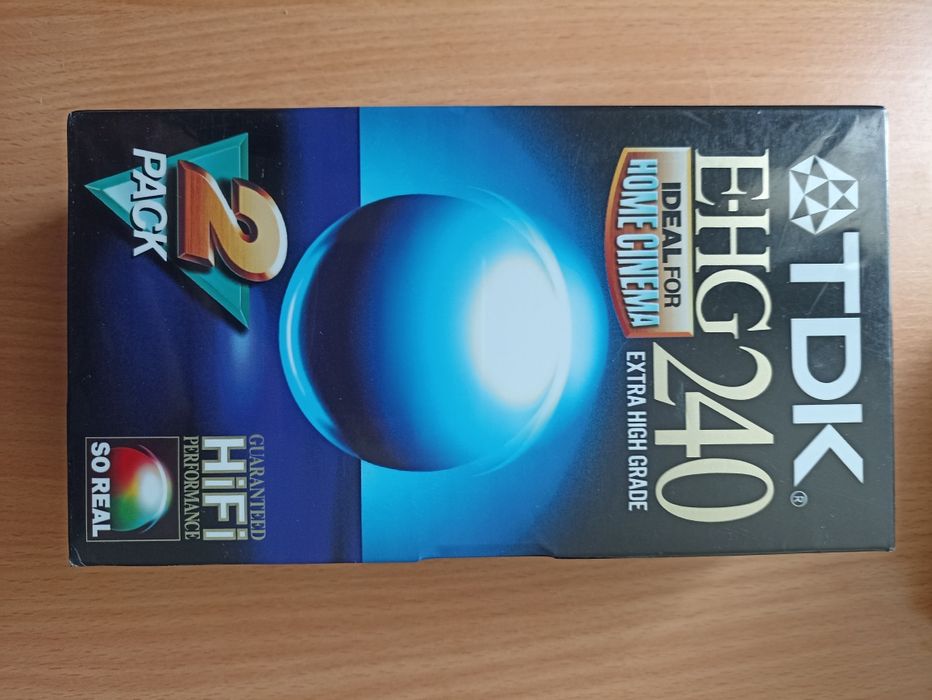 TDK®
E-HG 240
IDEAL FOR
HOME CINEMA
EXTRA HIGH GRADE
2
PACK
GUARANTEED
HiFi
PERFORMANCE
SO REAL